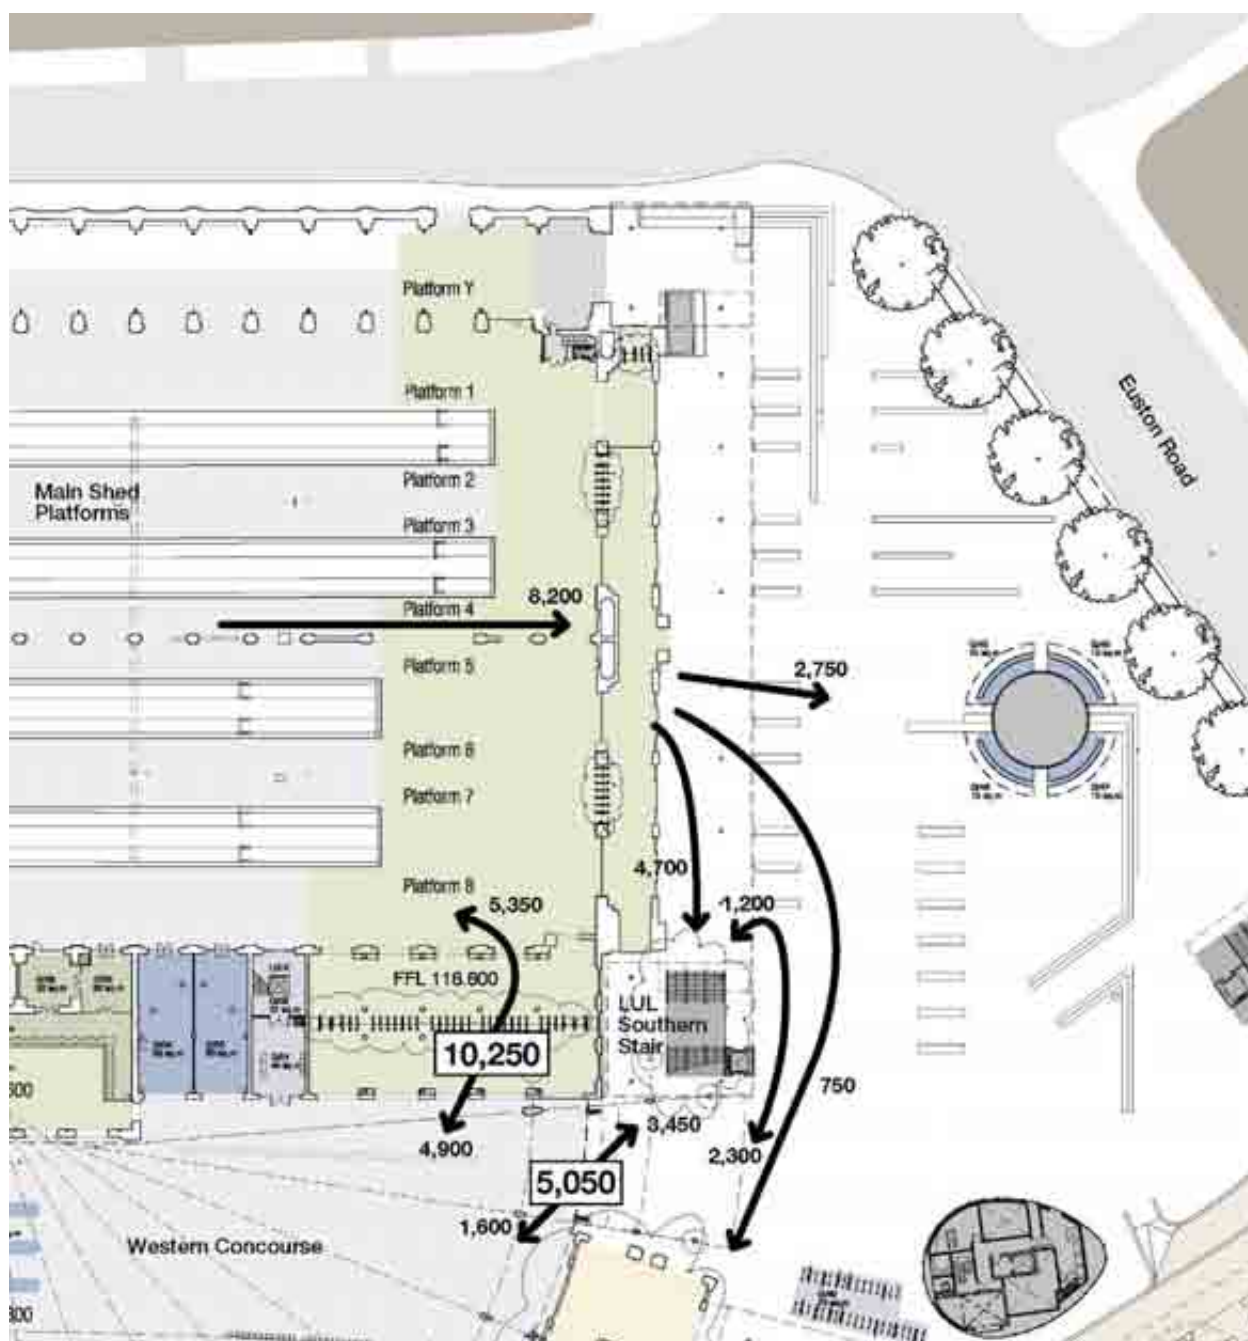 Platform Y
Platform 1
Euston Road
Platform 2
Main Shed
Platforms
Platform 3
8,200
Platform 4
Platform 5
2,750
Platform 6
Platform 7
4,700
Platform 8
5,350
1,200
FFL 116.600
LUL
Southern
Stair
10,250
750
4,900
3,450
2,300
5,050
1,600
Western Concourse